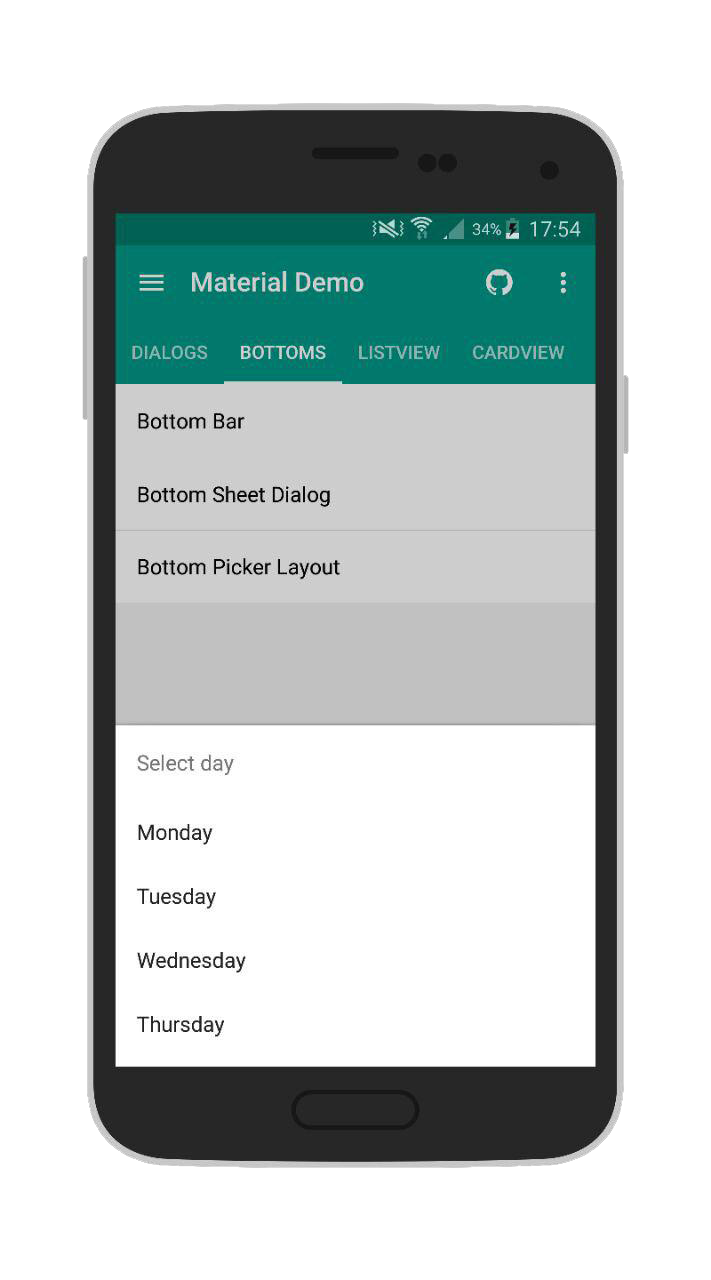 34% 17:54
Material Demo
DIALOGS BOTTOMS LISTVIEW CARDVIEW
Bottom Bar
Bottom Sheet Dialog
Bottom Picker Layout
Select day
Monday
Tuesday
Wednesday
Thursday